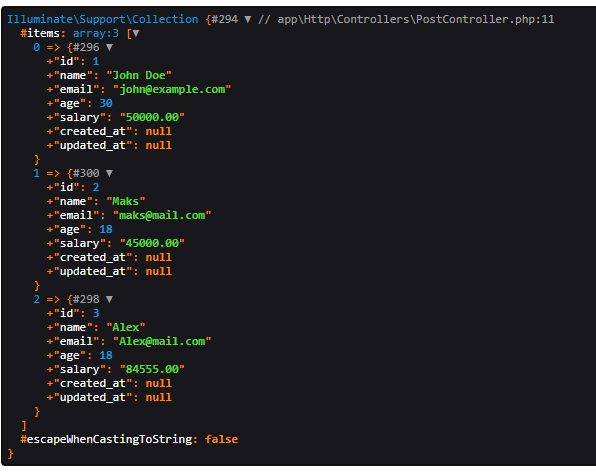 Illuminate\Support\Collection {#294 ▼ // app\Http\Controllers\PostController.php:11
  #items: array:3 [▼
    0 => {#296 ▼
      +"id": 1
      +"name": "John Doe"
      +"email": "john@example.com"
      +"age": 30
      +"salary": "50000.00"
      +"created_at": null
      +"updated_at": null
    }
    1 => {#300 ▼
      +"id": 2
      +"name": "Maks"
      +"email": "maks@mail.com"
      +"age": 18
      +"salary": "45000.00"
      +"created_at": null
      +"updated_at": null
    }
    2 => {#298 ▼
      +"id": 3
      +"name": "Alex"
      +"email": "Alex@mail.com"
      +"age": 18
      +"salary": "84555.00"
      +"created_at": null
      +"updated_at": null
    }
  ]
  #escapeWhenCastingToString: false
}